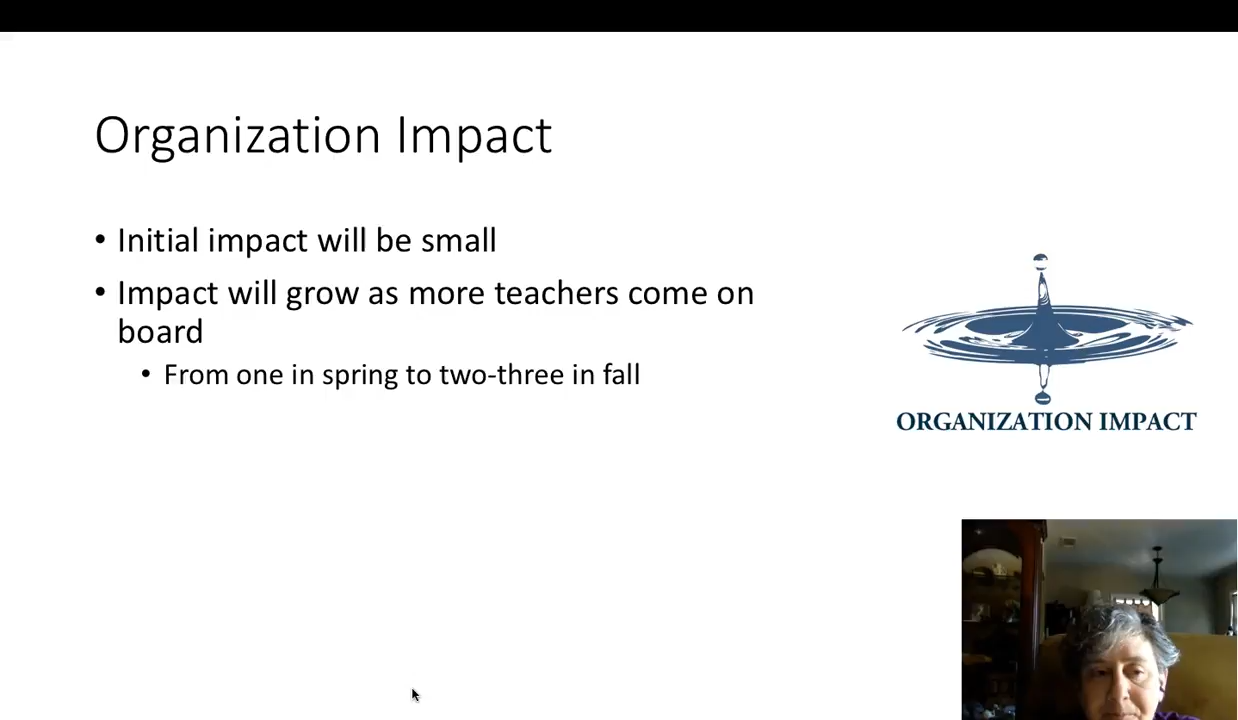 Organization Impact
• Initial impact will be small
• Impact will grow as more teachers come on
board
• From one in spring to two-three in fall
ORGANIZATION IMPACT